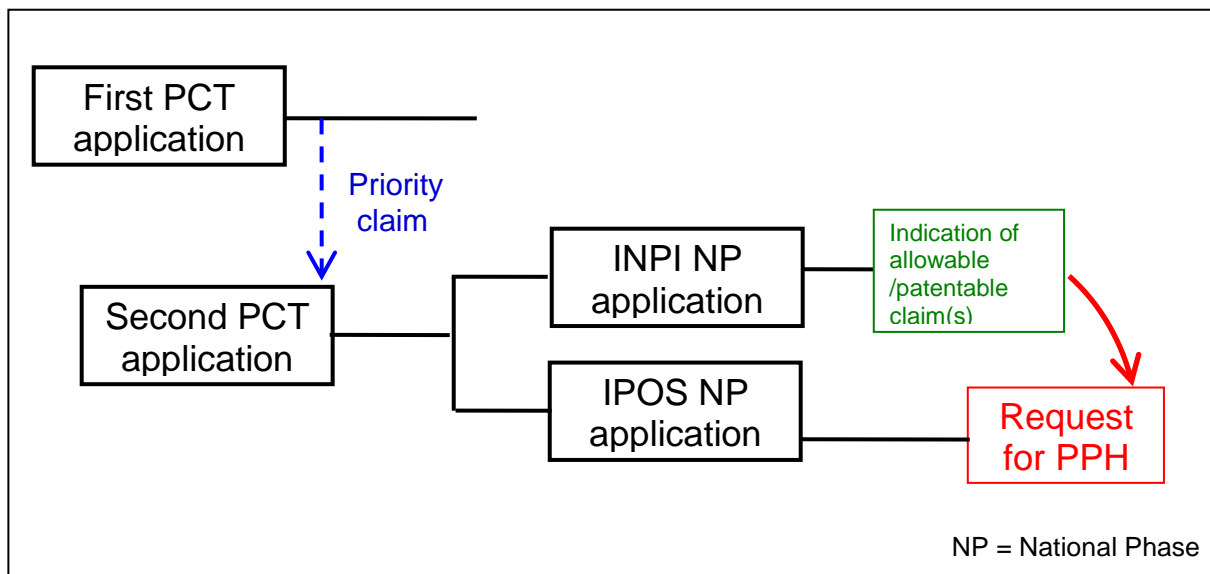 First PCT
application
Priority
claim
Second PCT
application
INPI NP
application
Indication of
allowable
/patentable
claim(s)
IPOS NP
application
Request
for PPH
NP = National Phase